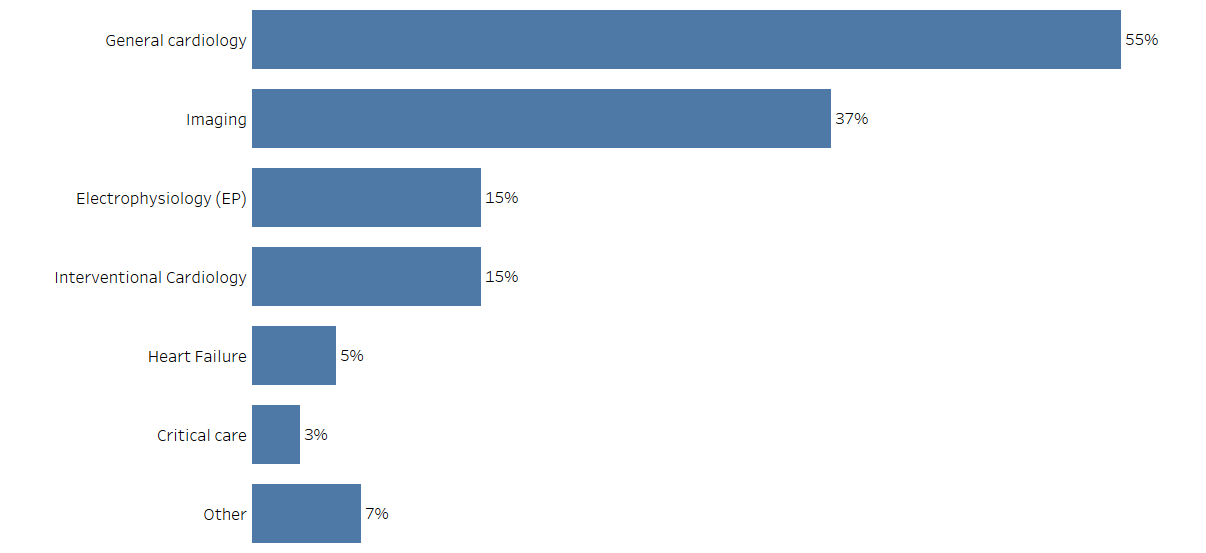 General cardiology 55%
Imaging 37%
Electrophysiology (EP) 15%
Interventional Cardiology 15%
Heart Failure 5%
Critical care 3%
Other 7%